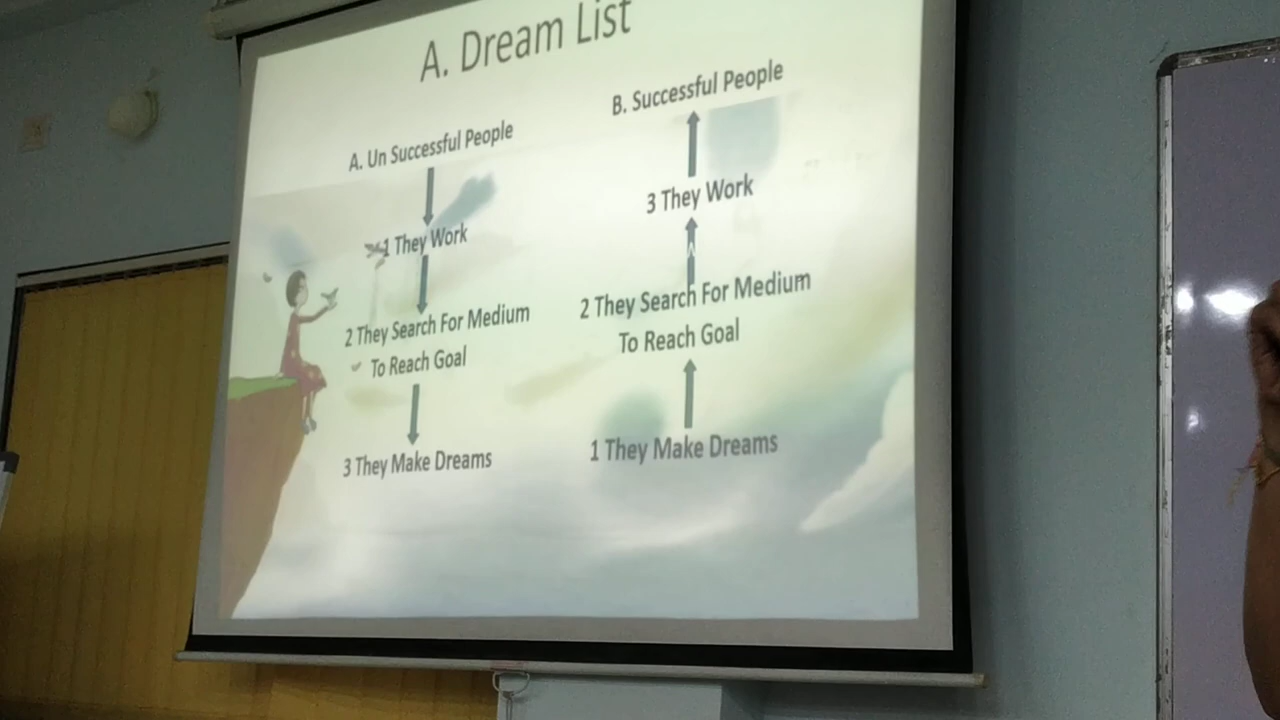 A. Dream List
A. Un Successful People
1 They Work
2 They Search For Medium
To Reach Goal
3 They Make Dreams
B. Successful People
3 They Work
2 They Search For Medium
To Reach Goal
1 They Make Dreams